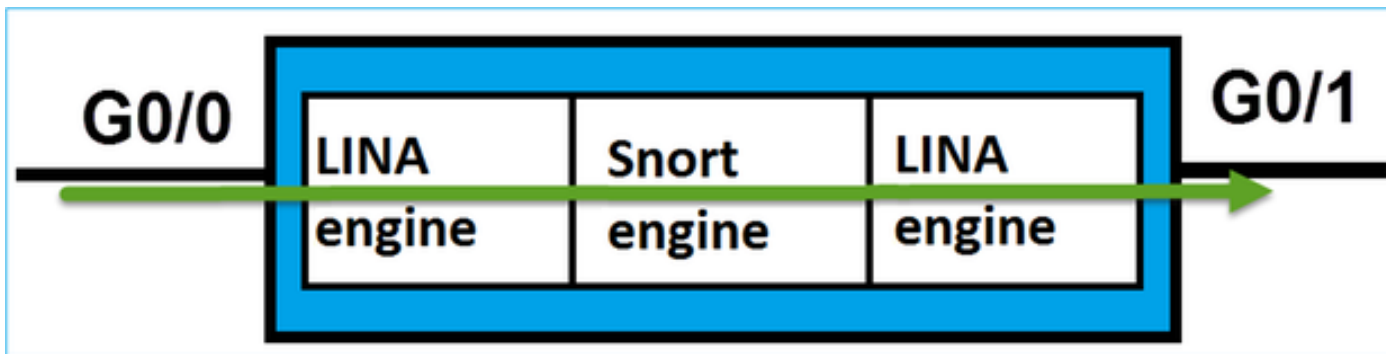 G0/0
LINA
engine
Snort
engine
LINA
engine
G0/1